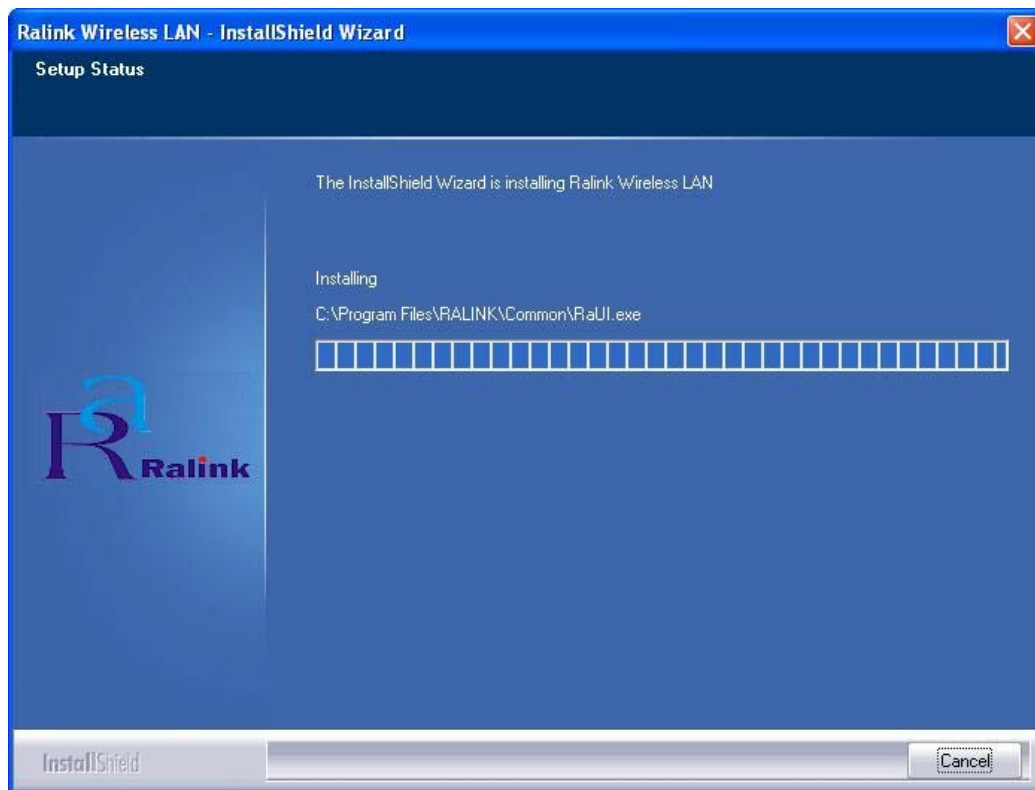 Ralink Wireless LAN - InstallShield Wizard
Setup Status
The InstallShield Wizard is installing Ralink Wireless LAN
Installing
C:\Program Files\RALINK\Common\RaUI.exe
Ra
Ralink
InstallShield
Cancel